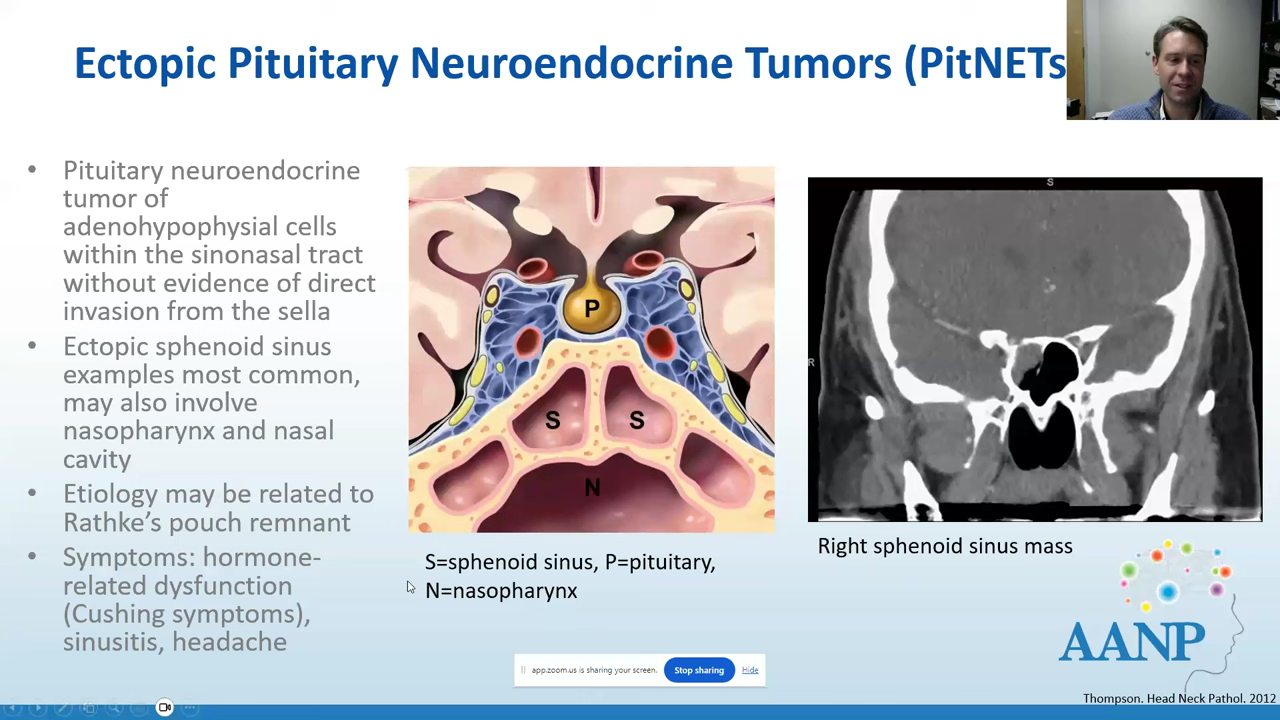 Ectopic Pituitary Neuroendocrine Tumors (PitNETs
• Pituitary neuroendocrine
tumor of
adenohypophysial cells
within the sinonasal tract
without evidence of direct
invasion from the sella
• Ectopic sphenoid sinus
examples most common,
may also involve
nasopharynx and nasal
cavity
• Etiology may be related to
Rathke’s pouch remnant
• Symptoms: hormone-
related dysfunction
(Cushing symptoms),
sinusitis, headache
P
S S
N
S=sphenoid sinus, P=pituitary,
N=nasopharynx
S
R
Right sphenoid sinus mass
AANP
app.zoom.us is sharing your screen. Stop sharing Hide
Thompson. Head Neck Pathol. 2012